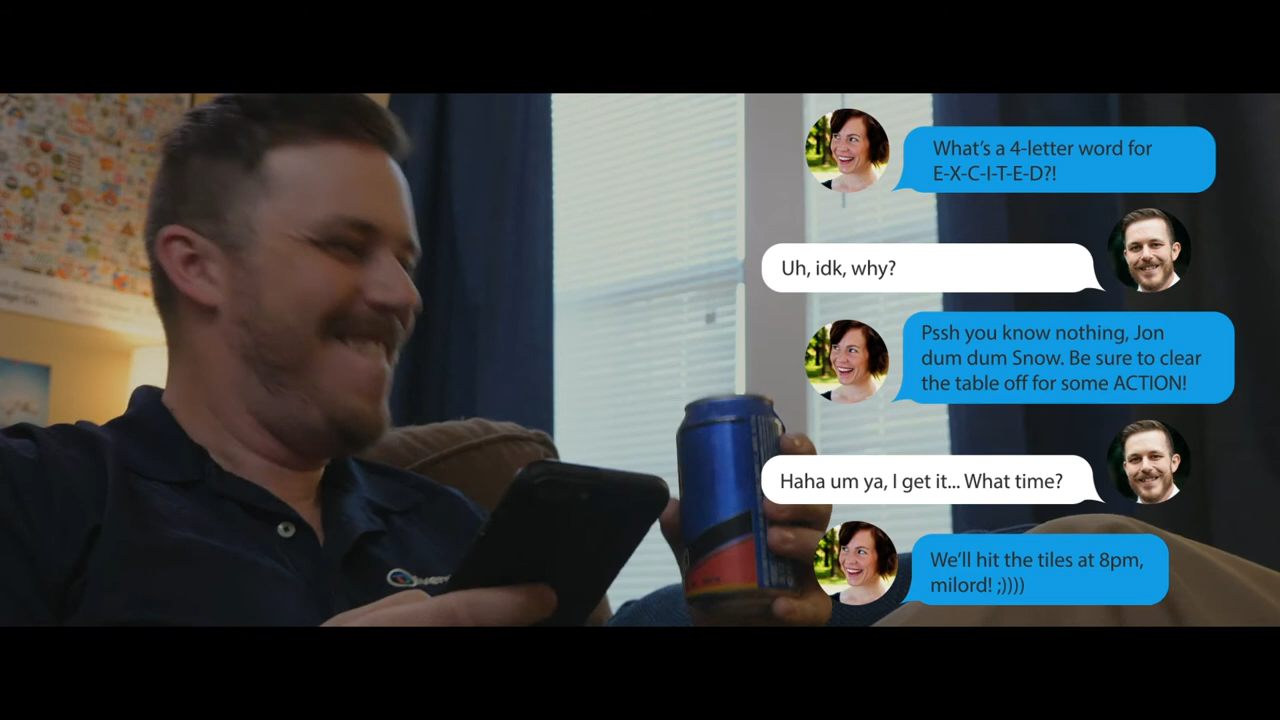 What's a 4-letter word for
E-X-C-I-T-E-D?!
Uh, idk, why?
Pssh you know nothing, Jon
dum dum Snow. Be sure to clear
the table off for some ACTION!
Haha um ya, I get it... What time?
We'll hit the tiles at 8pm,
milord! ;))))